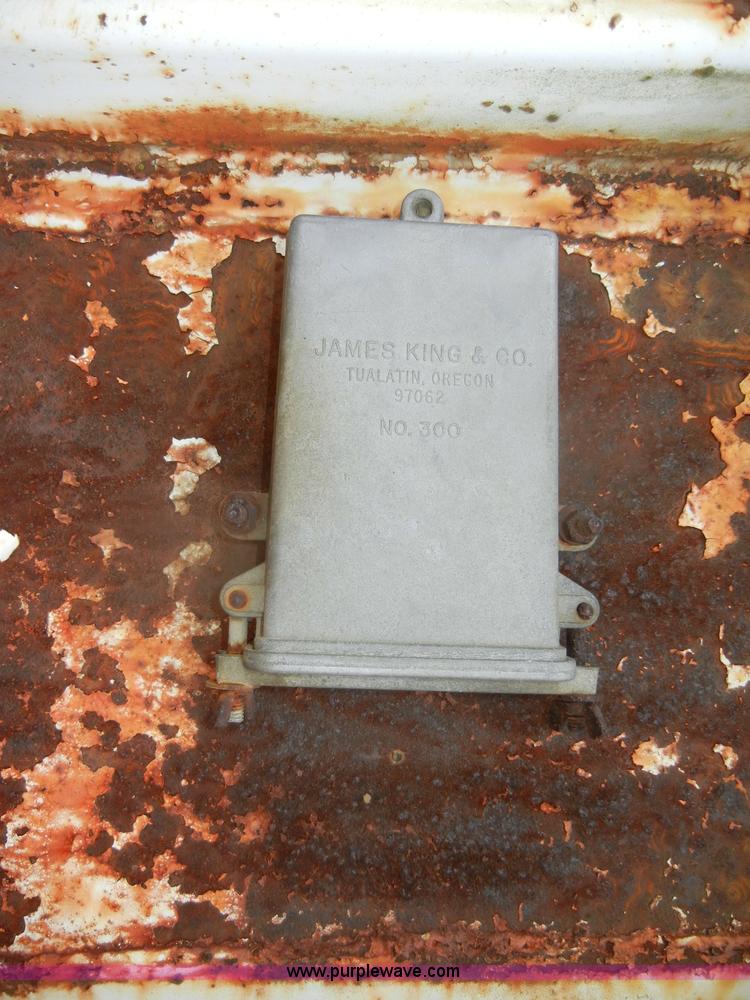 JAMES KING & CO.
TUALATIN, OREGON
97062
NO. 300
www.purplewave.com